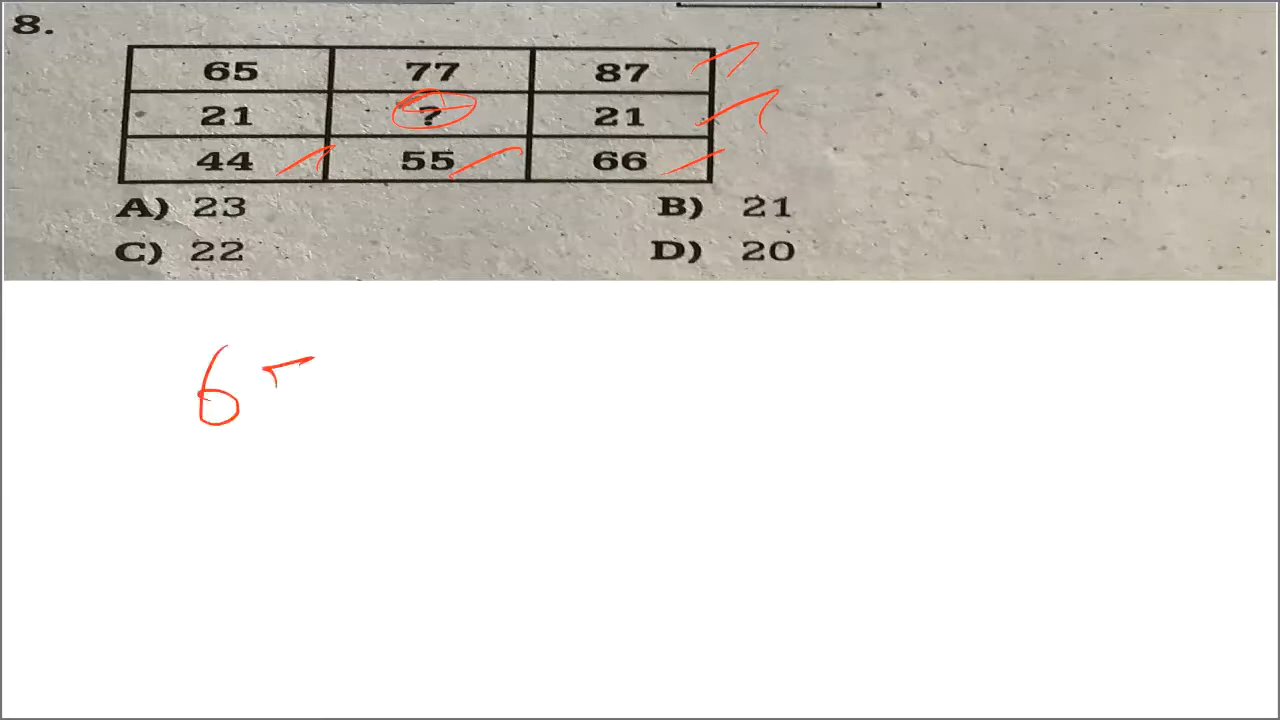 8.
65 77 87
21 ? 21
44 55 66
A) 23 B) 21
C) 22 D) 20
6